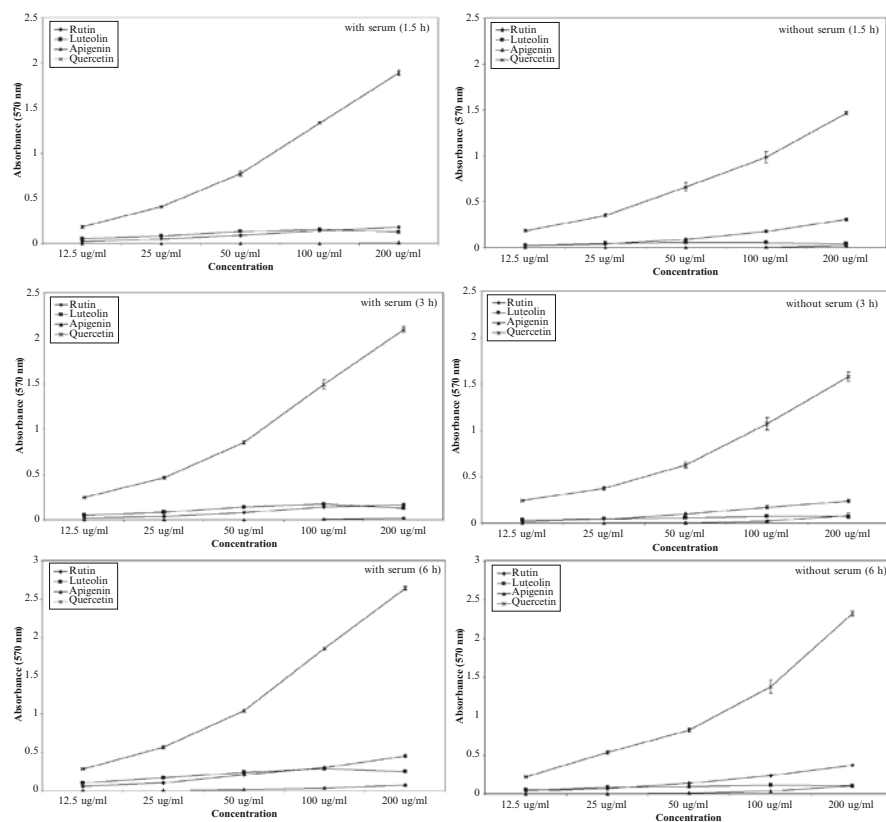 with serum (1.5 h)
Rutin
Luteolin
Apigenin
Quercetin
Absorbance (570 nm)
2.5
2
1.5
1
0.5
0
12.5 ug/ml 25 ug/ml 50 ug/ml 100 ug/ml 200 ug/ml
Concentration
without serum (1.5 h)
Rutin
Luteolin
Apigenin
Quercetin
Absorbance (570 nm)
2.5
2
1.5
1
0.5
0
12.5 ug/ml 25 ug/ml 50 ug/ml 100 ug/ml 200 ug/ml
Concentration
with serum (3 h)
Rutin
Luteolin
Apigenin
Quercetin
Absorbance (570 nm)
2.5
2
1.5
1
0.5
0
12.5 ug/ml 25 ug/ml 50 ug/ml 100 ug/ml 200 ug/ml
Concentration
without serum (3 h)
Rutin
Luteolin
Apigenin
Quercetin
Absorbance (570 nm)
2.5
2
1.5
1
0.5
0
12.5 ug/ml 25 ug/ml 50 ug/ml 100 ug/ml 200 ug/ml
Concentration
with serum (6 h)
Rutin
Luteolin
Apigenin
Quercetin
Absorbance (570 nm)
3
2.5
2
1.5
1
0.5
0
12.5 ug/ml 25 ug/ml 50 ug/ml 100 ug/ml 200 ug/ml
Concentration
without serum (6 h)
Rutin
Luteolin
Apigenin
Quercetin
Absorbance (570 nm)
3
2.5
2
1.5
1
0.5
0
12.5 ug/ml 25 ug/ml 50 ug/ml 100 ug/ml 200 ug/ml
Concentration